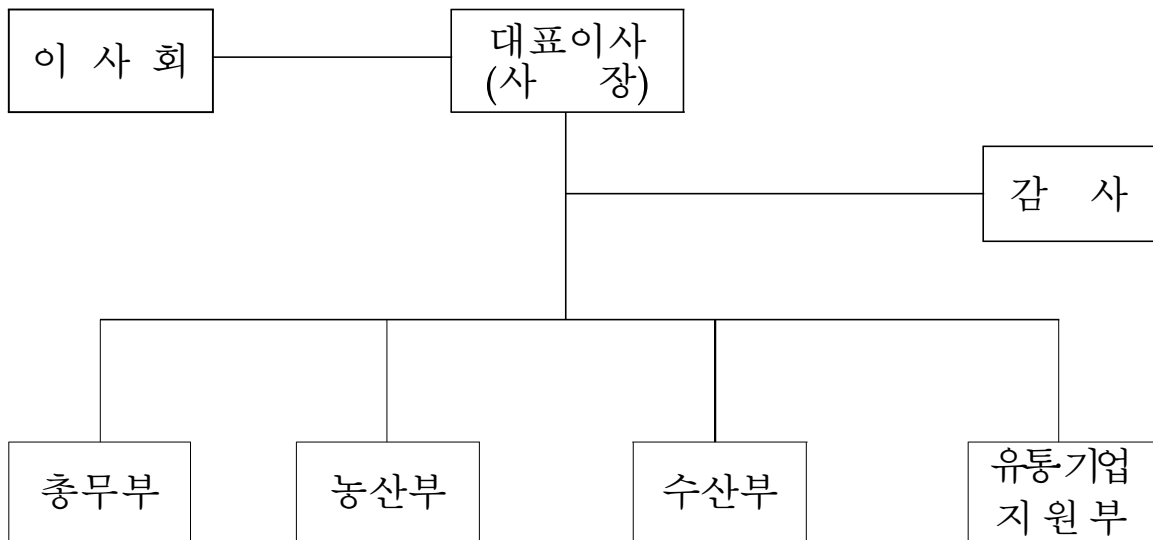 이 사 회
대표이사
(사 장)
감 사
총무부
농산부
수산부
유통기업
지 원 부